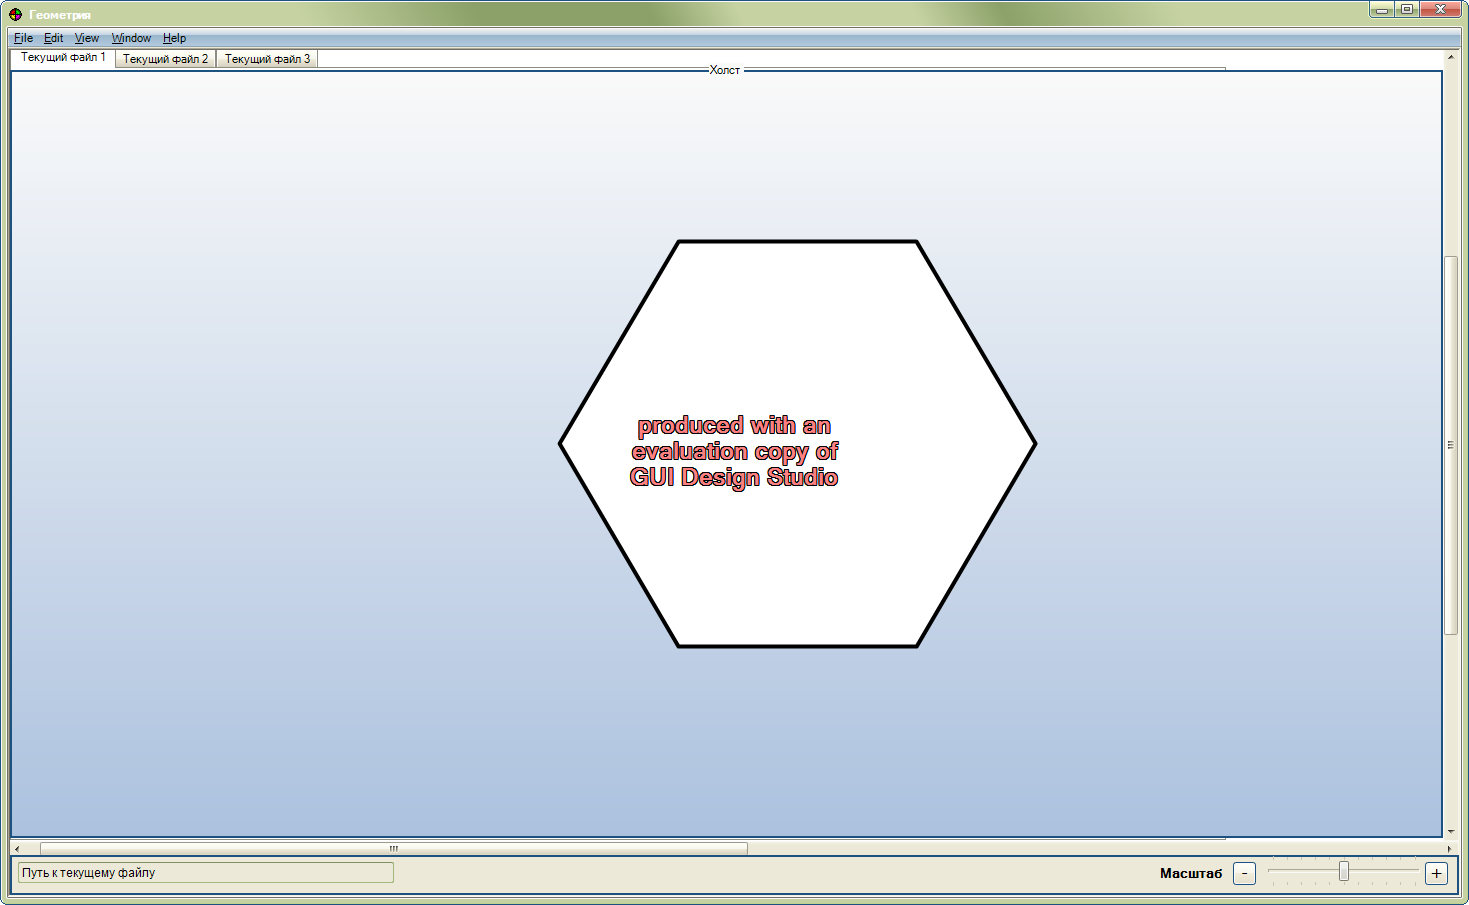 Геометрия
File Edit View Window Help
Текущий файл 1 Текущий файл 2 Текущий файл 3
Холст
produced with an
evaluation copy of
GUI Design Studio
Путь к текущему файлу
Масштаб - +